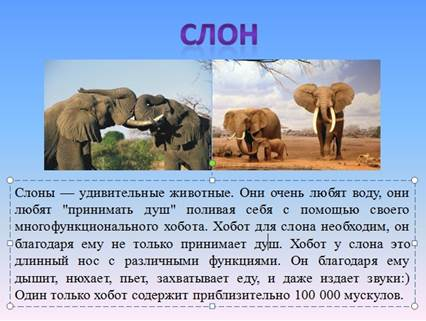 СЛОН
Слоны — удивительные животные. Они очень любят воду, они
любят "принимать душ" поливая себя с помощью своего
многофункционального хобота. Хобот для слона необходим, он
благодаря ему не только принимает душ. Хобот у слона это
длинный нос с различными функциями. Он благодаря ему
дышит, нюхает, пьет, захватывает еду, и даже издает звуки:)
Один только хобот содержит приблизительно 100 000 мускулов.